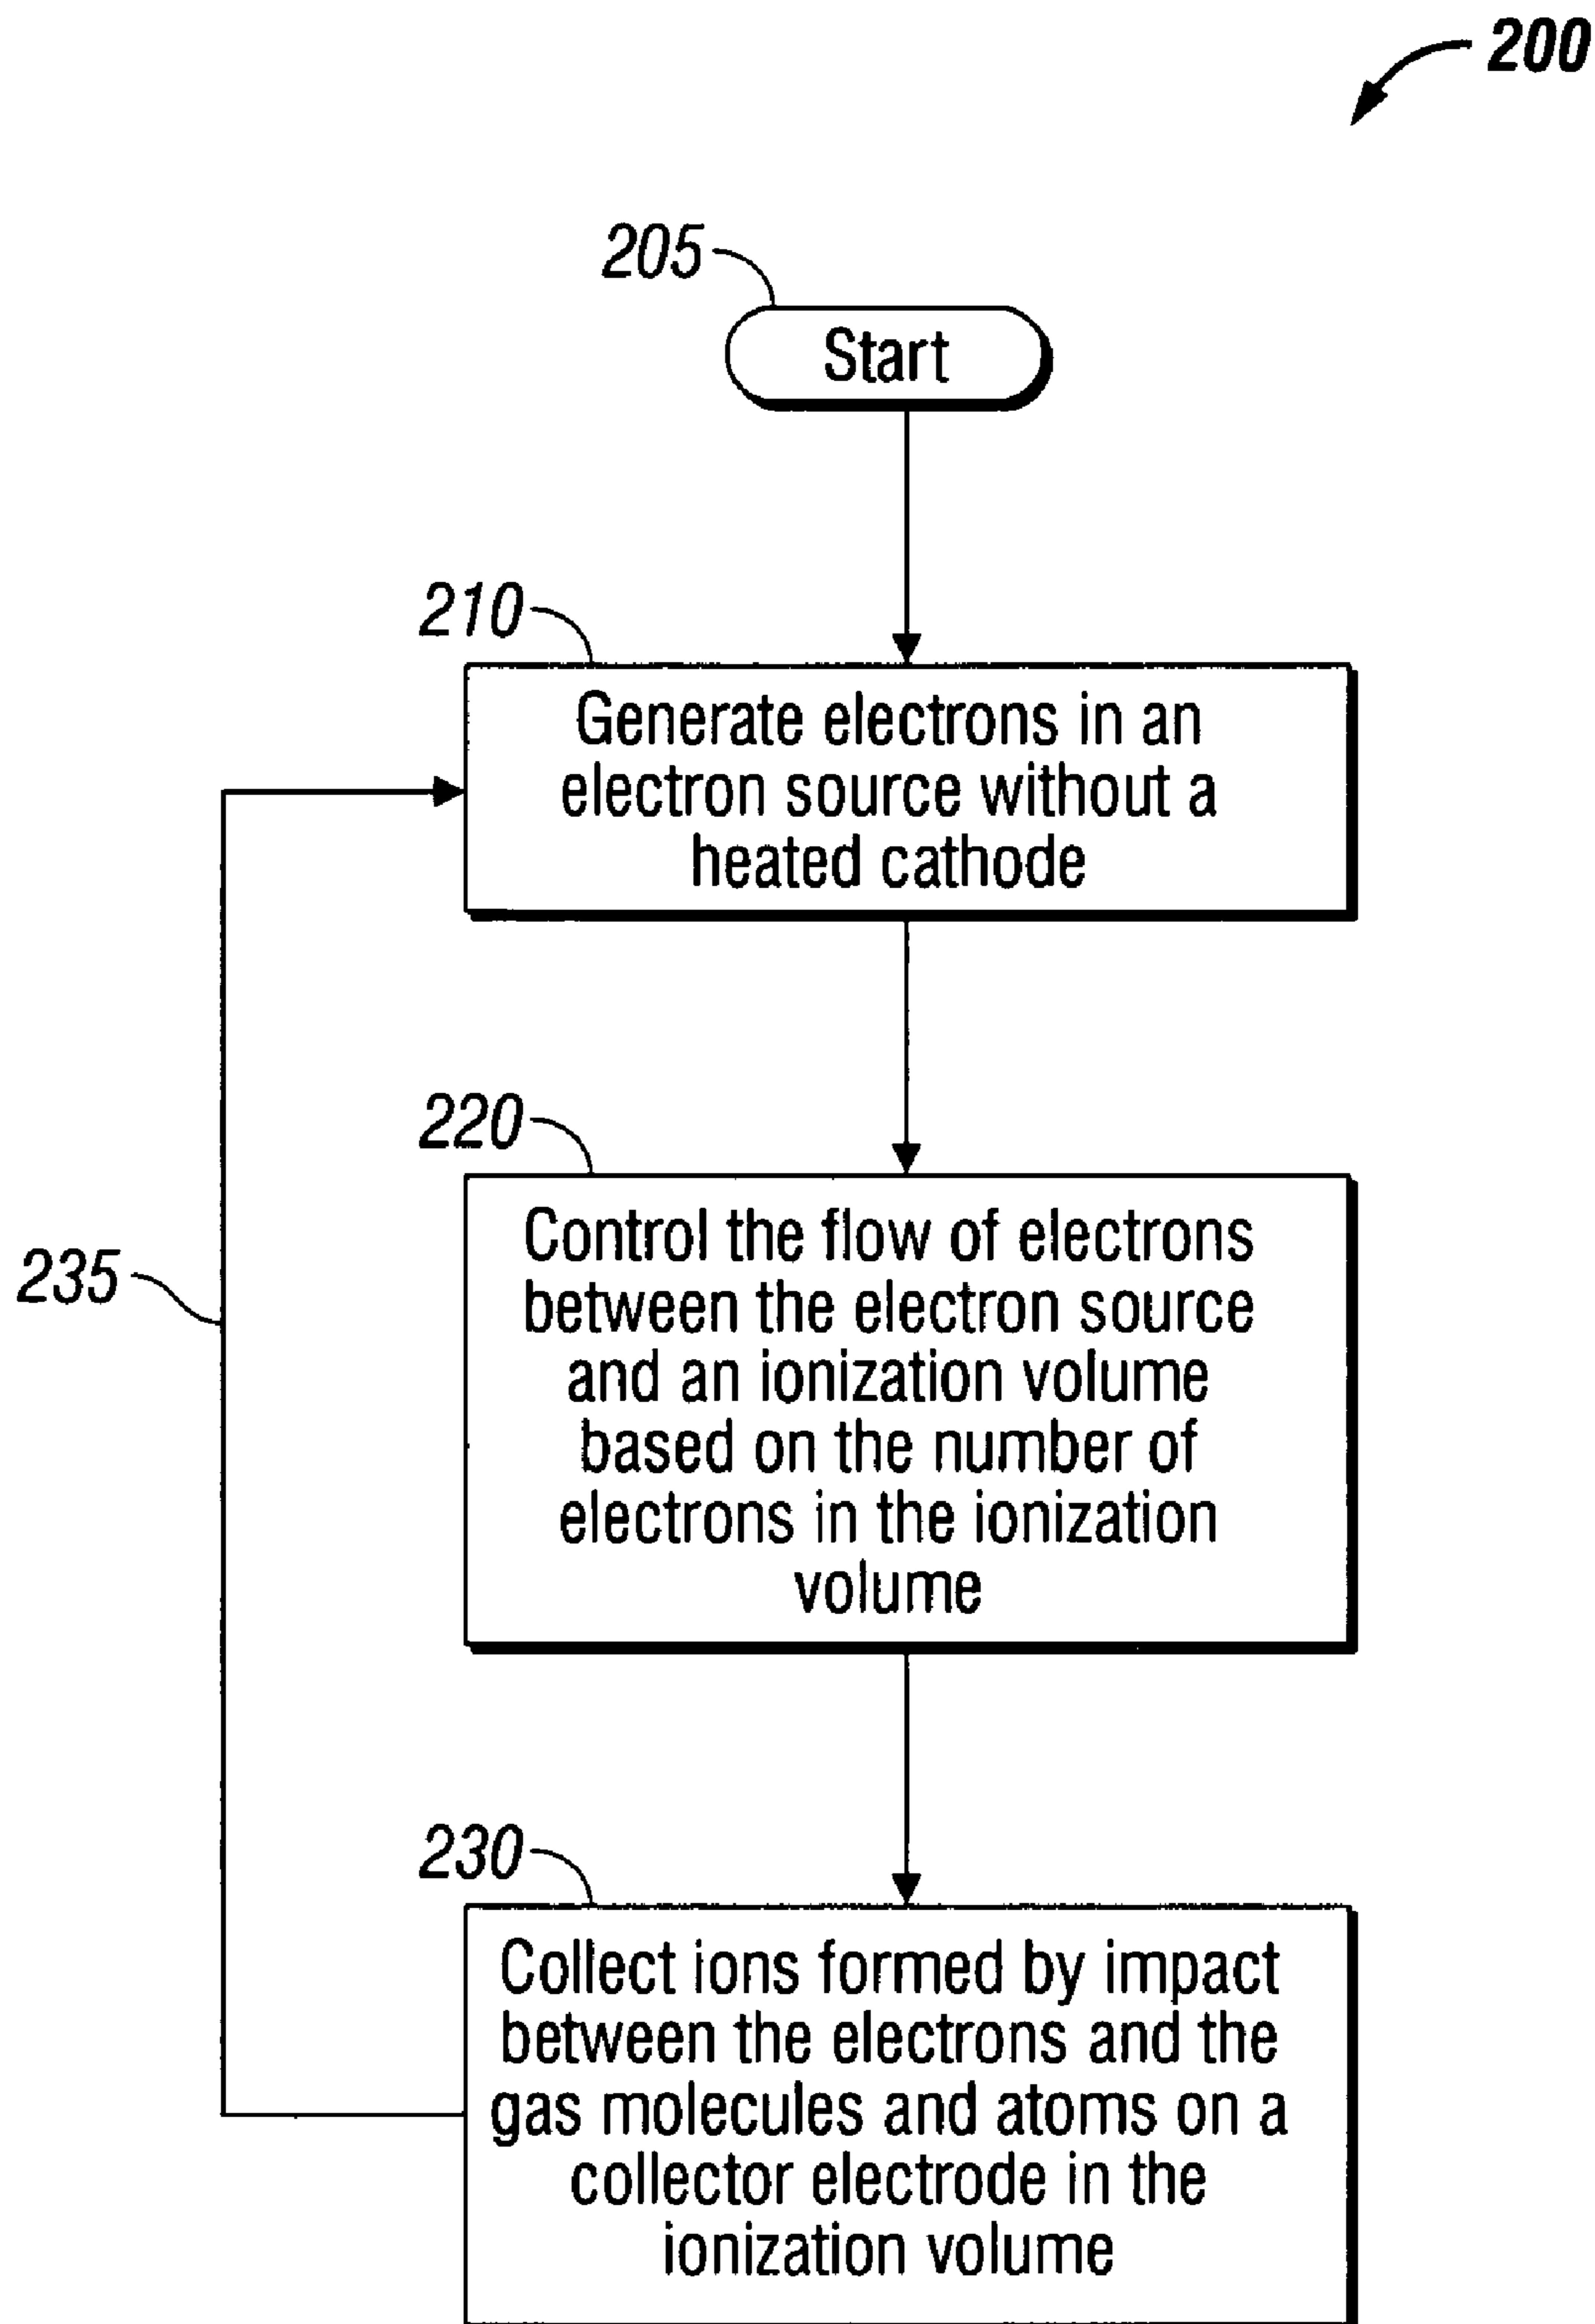 200
205
Start
210
Generate electrons in an
electron source without a
heated cathode
220
Control the flow of electrons
between the electron source
and an ionization volume
based on the number of
electrons in the ionization
volume
235
230
Collect ions formed by impact
between the electrons and the
gas molecules and atoms on a
collector electrode in the
ionization volume